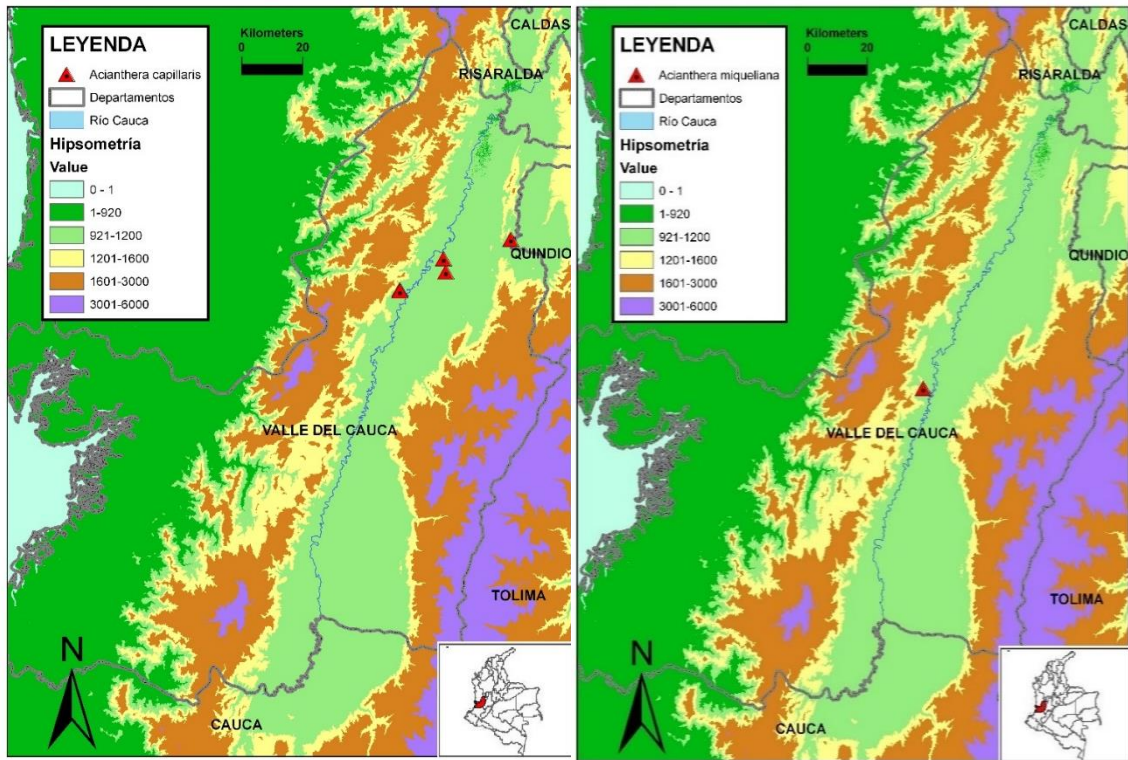 LEYENDA
Acianthera capillaris
Departamentos
Río Cauca
Hipsometría
Value
0 - 1
1-920
921-1200
1201-1600
1601-3000
3001-6000
Kilometers
0 20
CALDAS
RISARALDA
QUINDIO
VALLE DEL CAUCA
TOLIMA
CAUCA
N
LEYENDA
Acianthera miqueliana
Departamentos
Río Cauca
Hipsometría
Value
0 - 1
1-920
921-1200
1201-1600
1601-3000
3001-6000
Kilometers
0 20
CALDAS
RISARALDA
QUINDIO
VALLE DEL CAUCA
TOLIMA
CAUCA
N